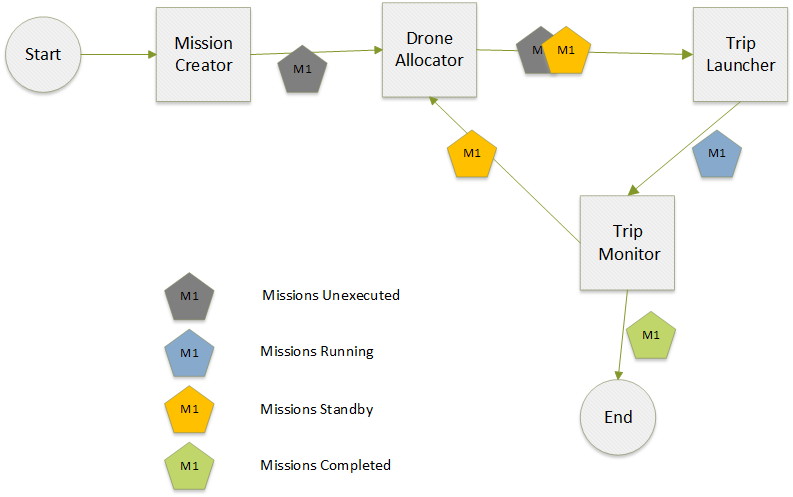 Start
Mission
Creator
M1
Drone
Allocator
M
M1
Trip
Launcher
M1
M1
Trip
Monitor
M1
End
M1 Missions Unexecuted
M1 Missions Running
M1 Missions Standby
M1 Missions Completed